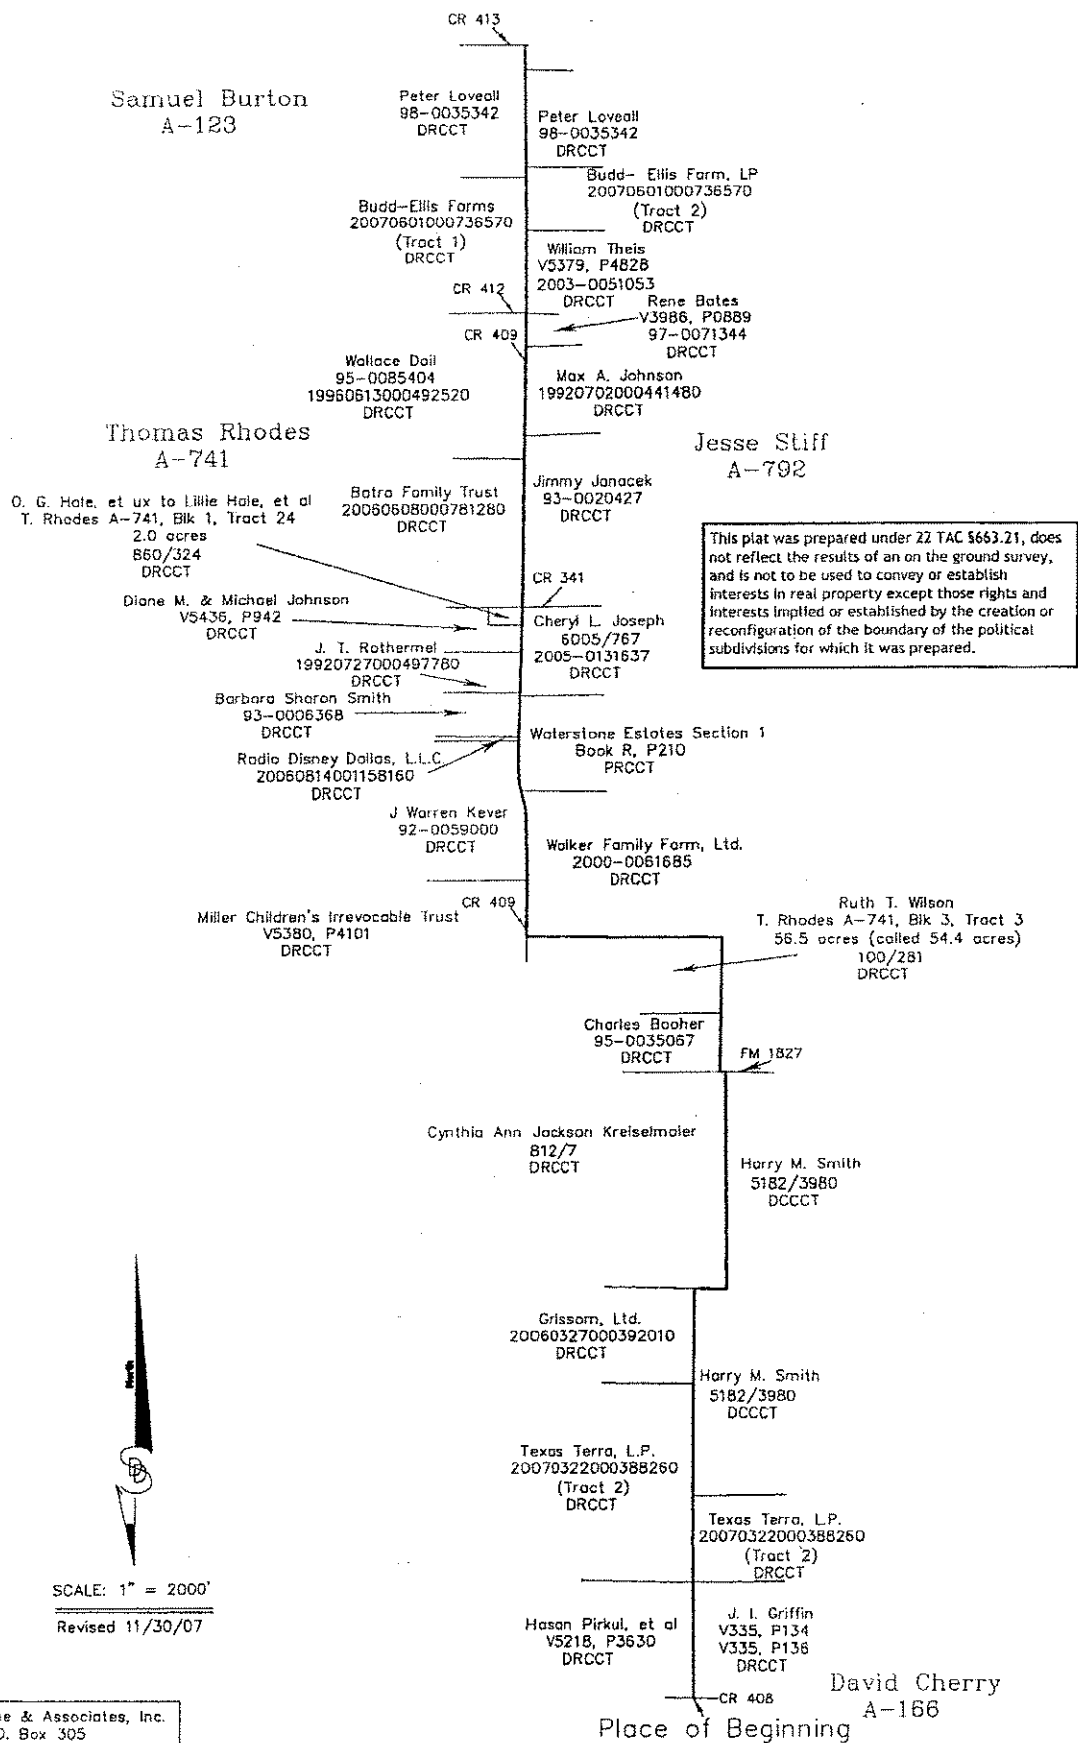 CR 413
Samuel Burton
A-123
Peter Loveall
98-0035342
DRCCT
Peter Loveall
98-0035342
DRCCT
Budd- Ellis Farm, LP
20070601000736570
(Tract 2)
DRCCT
Budd-Ellis Farms
20070601000736570
(Tract 1)
DRCCT
William Theis
V5379, P4828
2003-0051053
DRCCT
CR 412
Rene Bates
V3986, P0889
97-0071344
DRCCT
CR 409
Wallace Dail
95-0085404
19960613000492520
DRCCT
Max A. Johnson
19920702000441480
DRCCT
Thomas Rhodes
A-741
Jesse Stiff
A-792
O. G. Hale, et ux to Lillie Hale, et al
T. Rhodes A-741, Blk 1, Tract 24
2.0 acres
860/324
DRCCT
Batra Family Trust
20060608000781280
DRCCT
Jimmy Janacek
93-0020427
DRCCT
This plat was prepared under 22 TAC §663.21, does
not reflect the results of an on the ground survey,
and is not to be used to convey or establish
interests in real property except those rights and
interests implied or established by the creation or
reconfiguration of the boundary of the political
subdivisions for which it was prepared.
CR 341
Diane M. & Michael Johnson
V5436, P942
DRCCT
Cheryl L. Joseph
6005/767
2005-0131637
DRCCT
J. T. Rothermel
19920727000497780
DRCCT
Barbara Sharon Smith
93-0006368
DRCCT
Waterstone Estates Section 1
Book R, P210
PRCCT
Radio Disney Dallas, L.L.C.
20060814001158160
DRCCT
J Warren Kever
92-0059000
DRCCT
Walker Family Farm, Ltd.
2000-0061685
DRCCT
CR 409
Miller Children's Irrevocable Trust
V5380, P4101
DRCCT
Ruth T. Wilson
T. Rhodes A-741, Blk 3, Tract 3
56.5 acres (called 54.4 acres)
100/281
DRCCT
Charles Booher
95-0035067
DRCCT
FM 1827
Cynthia Ann Jackson Kreiselmaier
812/7
DRCCT
Harry M. Smith
5182/3980
DCCCT
Grissom, Ltd.
20060327000392010
DRCCT
Harry M. Smith
5182/3980
DCCCT
North
Texas Terra, L.P.
20070322000388260
(Tract 2)
DRCCT
Texas Terra, L.P.
20070322000388260
(Tract 2)
DRCCT
SCALE: 1" = 2000'
Revised 11/30/07
Hasan Pirkul, et al
V5218, P3630
DRCCT
J. I. Griffin
V335, P134
V335, P136
DRCCT
David Cherry
A-166
CR 408
Place of Beginning
& Associates, Inc.
Box 305